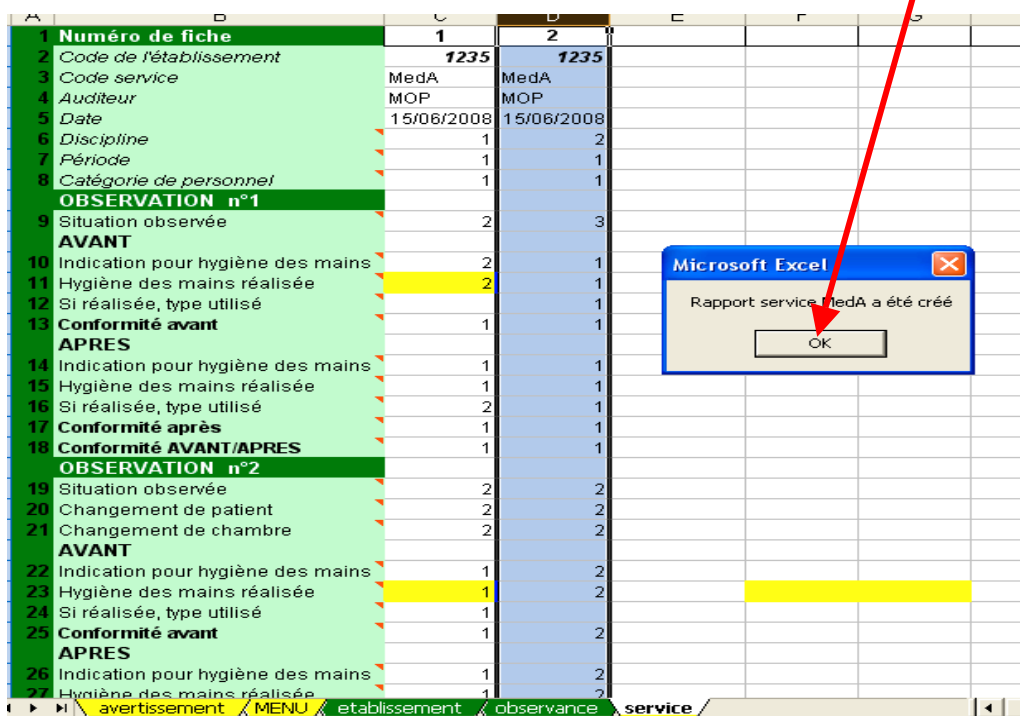 A B C D E F G
1 Numéro de fiche 1 2
2 Code de l'établissement 1235 1235
3 Code service MedA MedA
4 Auditeur MOP MOP
5 Date 15/06/2008 15/06/2008
6 Discipline 1 2
7 Période 1 1
8 Catégorie de personnel 1 1
OBSERVATION n°1
9 Situation observée 2 3
AVANT
10 Indication pour hygiène des mains 2 1
11 Hygiène des mains réalisée 2 1
12 Si réalisée, type utilisé 1
13 Conformité avant 1 1
APRES
14 Indication pour hygiène des mains 1 1
15 Hygiène des mains réalisée 1 1
16 Si réalisée, type utilisé 2 1
17 Conformité après 1 1
18 Conformité AVANT/APRES 1 1
OBSERVATION n°2
19 Situation observée 2 2
20 Changement de patient 2 2
21 Changement de chambre 2 2
AVANT
22 Indication pour hygiène des mains 1 2
23 Hygiène des mains réalisée 1 2
24 Si réalisée, type utilisé 1
25 Conformité avant 1 2
APRES
26 Indication pour hygiène des mains 1 2
27 Hygiène des mains réalisée 1 2
Microsoft Excel
Rapport service MedA a été créé
OK
avertissement MENU etablissement observance service